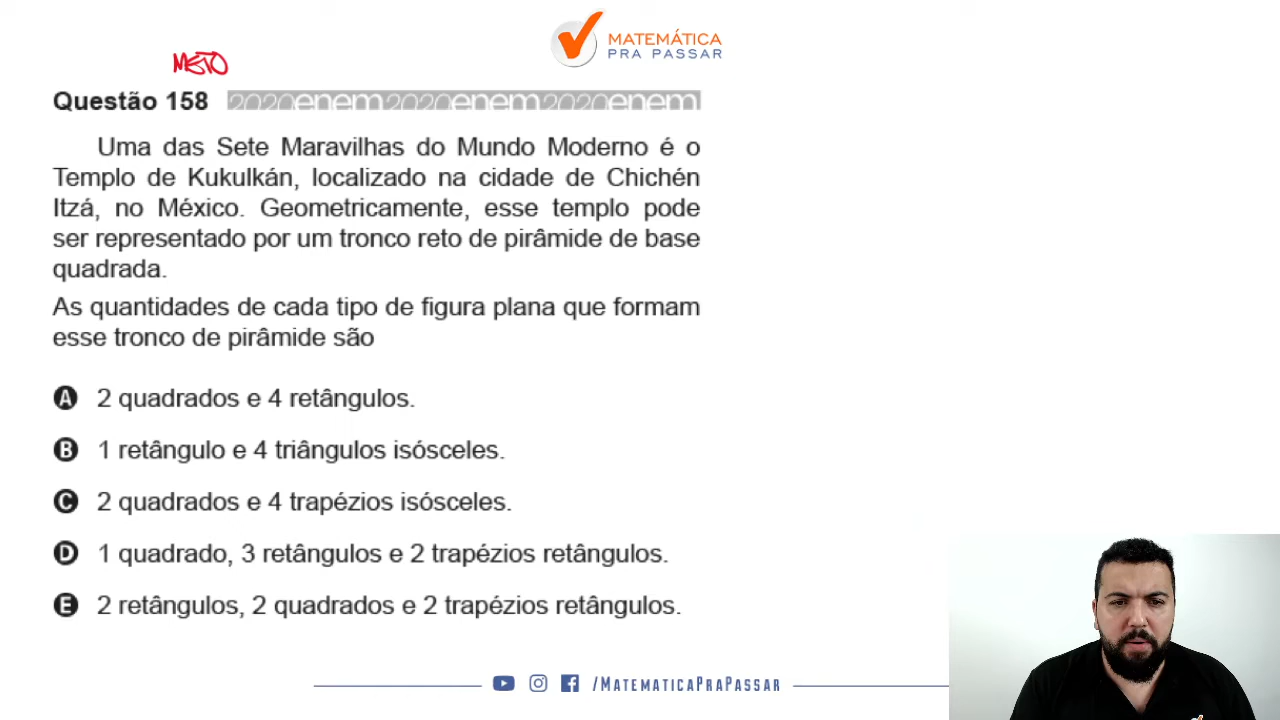 MATEMÁTICA
PRA PASSAR
Questão 158 2020enem2020enem2020enem
Uma das Sete Maravilhas do Mundo Moderno é o
Templo de Kukulkán, localizado na cidade de Chichén
Itzá, no México. Geometricamente, esse templo pode
ser representado por um tronco reto de pirâmide de base
quadrada.
As quantidades de cada tipo de figura plana que formam
esse tronco de pirâmide são
A 2 quadrados e 4 retângulos.
B 1 retângulo e 4 triângulos isósceles.
C 2 quadrados e 4 trapézios isósceles.
D 1 quadrado, 3 retângulos e 2 trapézios retângulos.
E 2 retângulos, 2 quadrados e 2 trapézios retângulos.
/MATEMATICAPRAPASSAR